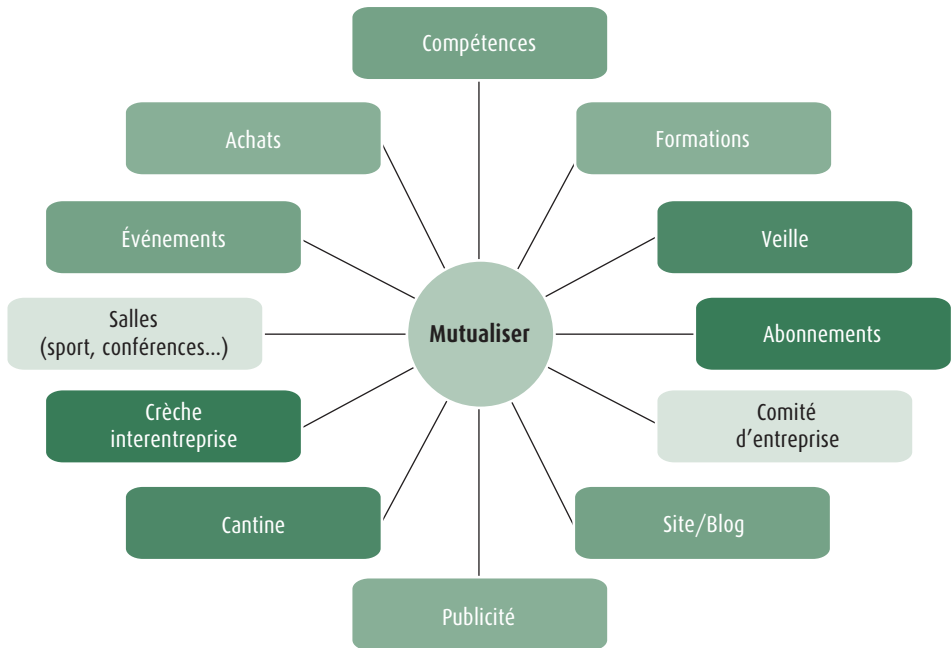 Compétences
Achats
Formations
Événements
Veille
Salles
(sport, conférences...)
Mutualiser
Abonnements
Crèche
interentreprise
Comité
d'entreprise
Cantine
Site/Blog
Publicité